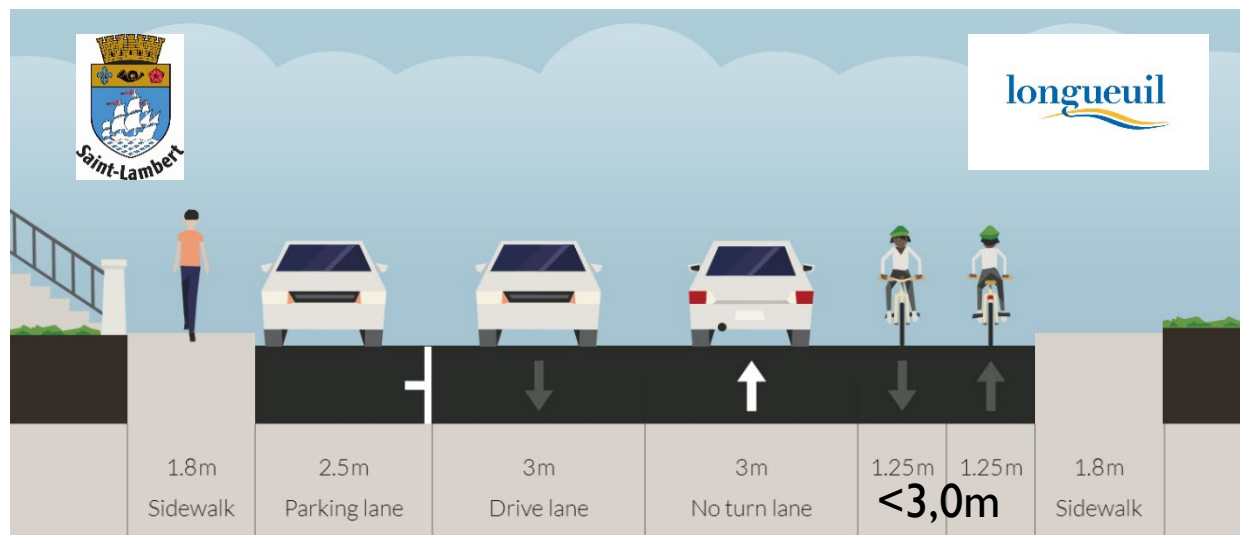 Saint-Lambert
longueuil
1.8m
Sidewalk
2.5m
Parking lane
3m
Drive lane
3m
No turn lane
1.25m
1.25m
<3,0m
1.8m
Sidewalk